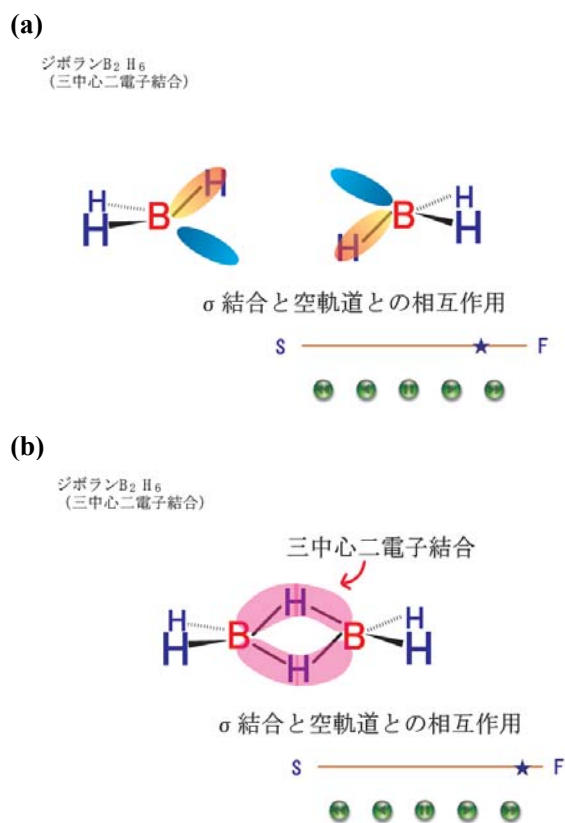 (a)
ジボランB₂ H₆
(三中心二電子結合)
H H H
H B B H
H H
σ 結合と空軌道との相互作用
S ★ F
(b)
ジボランB₂ H₆
(三中心二電子結合)
三中心二電子結合
H H H
H B B H
H
σ 結合と空軌道との相互作用
S ★ F